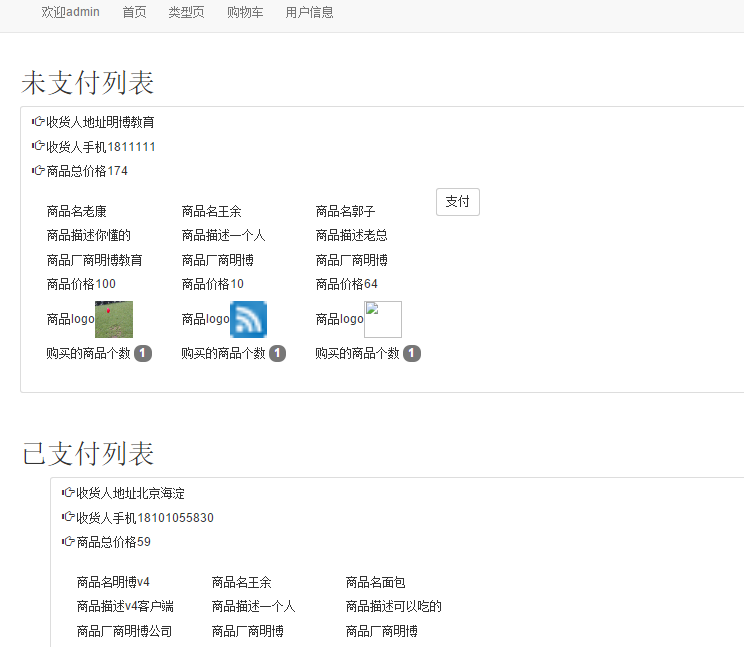 欢迎admin 首页 类型页 购物车 用户信息
未支付列表
收货人地址明博教育
收货人手机1811111
商品总价格174
商品名老康 商品名王余 商品名郭子 支付
商品描述你懂的 商品描述一个人 商品描述老总
商品厂商明博教育 商品厂商明博 商品厂商明博
商品价格100 商品价格10 商品价格64
商品logo 商品logo 商品logo
购买的商品个数 1 购买的商品个数 1 购买的商品个数 1
已支付列表
收货人地址北京海淀
收货人手机18101055830
商品总价格59
商品名明博v4 商品名王余 商品名面包
商品描述v4客户端 商品描述一个人 商品描述可以吃的
商品厂商明博公司 商品厂商明博 商品厂商明博